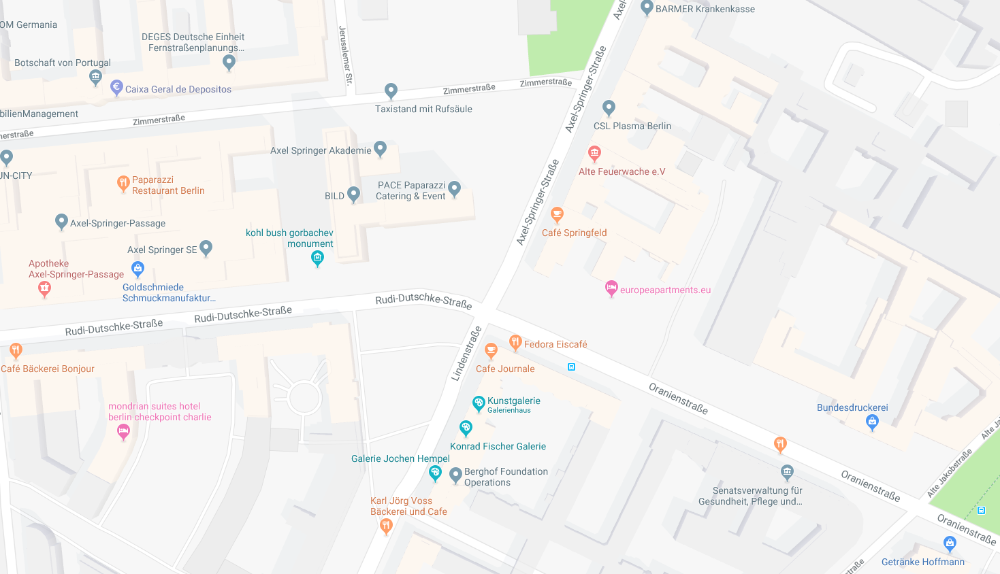 OM Germania
DEGES Deutsche Einheit
Fernstraßenplanungs...
Botschaft von Portugal
Caixa Geral de Depositos
bilienManagement
Jerusalemer Str.
Zimmerstraße
Zimmerstraße
Zimmerstraße
Taxistand mit Rufsäule
Axel-Springer-Straße
BARMER Krankenkasse
CSL Plasma Berlin
Alte Feuerwache e.V
Axel Springer Akademie
UN-CITY
Paparazzi
Restaurant Berlin
BILD
PACE Paparazzi
Catering & Event
Axel-Springer-Straße
Axel-Springer-Passage
Café Springfeld
kohl bush gorbachev
monument
Axel Springer SE
Apotheke
Axel-Springer-Passage
Goldschmiede
Schmuckmanufaktur...
europeapartments.eu
Rudi-Dutschke-Straße
Rudi-Dutschke-Straße
Rudi-Dutschke-Straße
Café Bäckerei Bonjour
Lindenstraße
Fedora Eiscafé
Cafe Journale
Oranienstraße
Kunstgalerie
Galerienhaus
mondrian suites hotel
berlin checkpoint charlie
Bundesdruckerei
Konrad Fischer Galerie
Galerie Jochen Hempel
Berghof Foundation
Operations
Alte Jakobstraße
Oranienstraße
Senatsverwaltung für
Gesundheit, Pflege und...
Karl Jörg Voss
Bäckerei und Cafe
Oranienstraße
Getränke Hoffmann